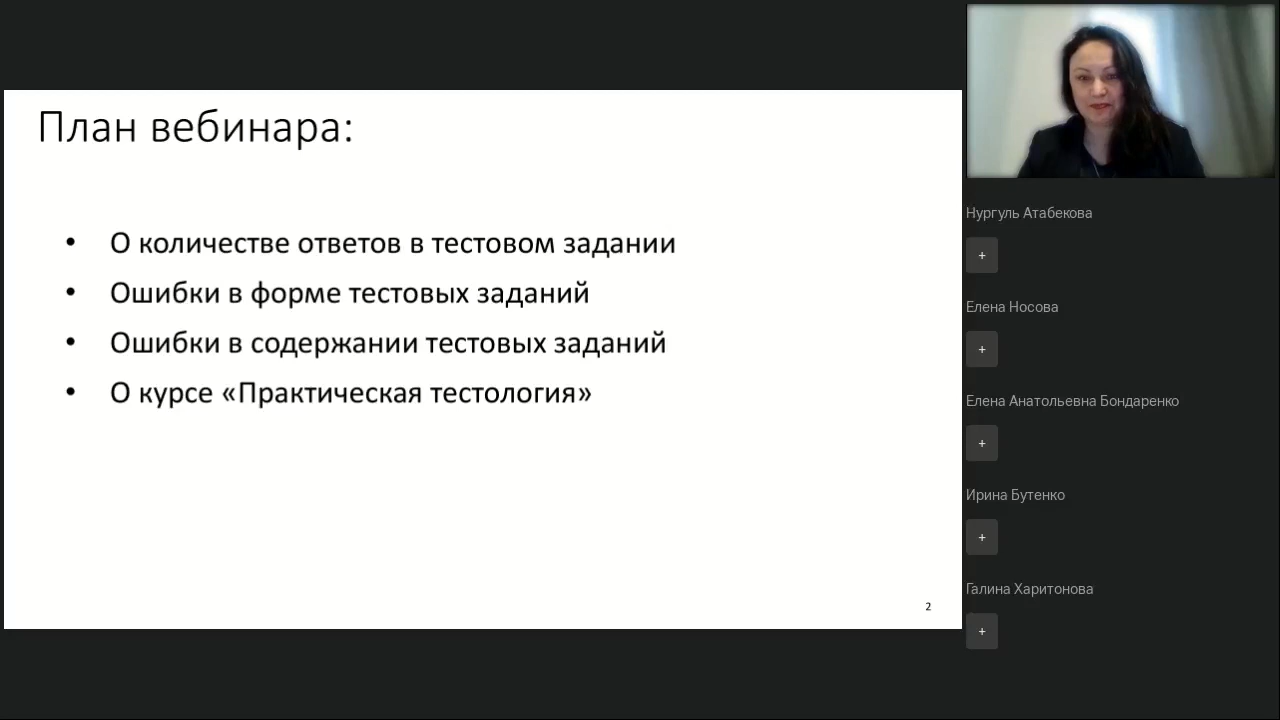 План вебинара:
• О количестве ответов в тестовом задании
• Ошибки в форме тестовых заданий
• Ошибки в содержании тестовых заданий
• О курсе «Практическая тестология»
2
Нургуль Атабекова
+
Елена Носова
+
Елена Анатольевна Бондаренко
+
Ирина Бутенко
+
Галина Харитонова
+